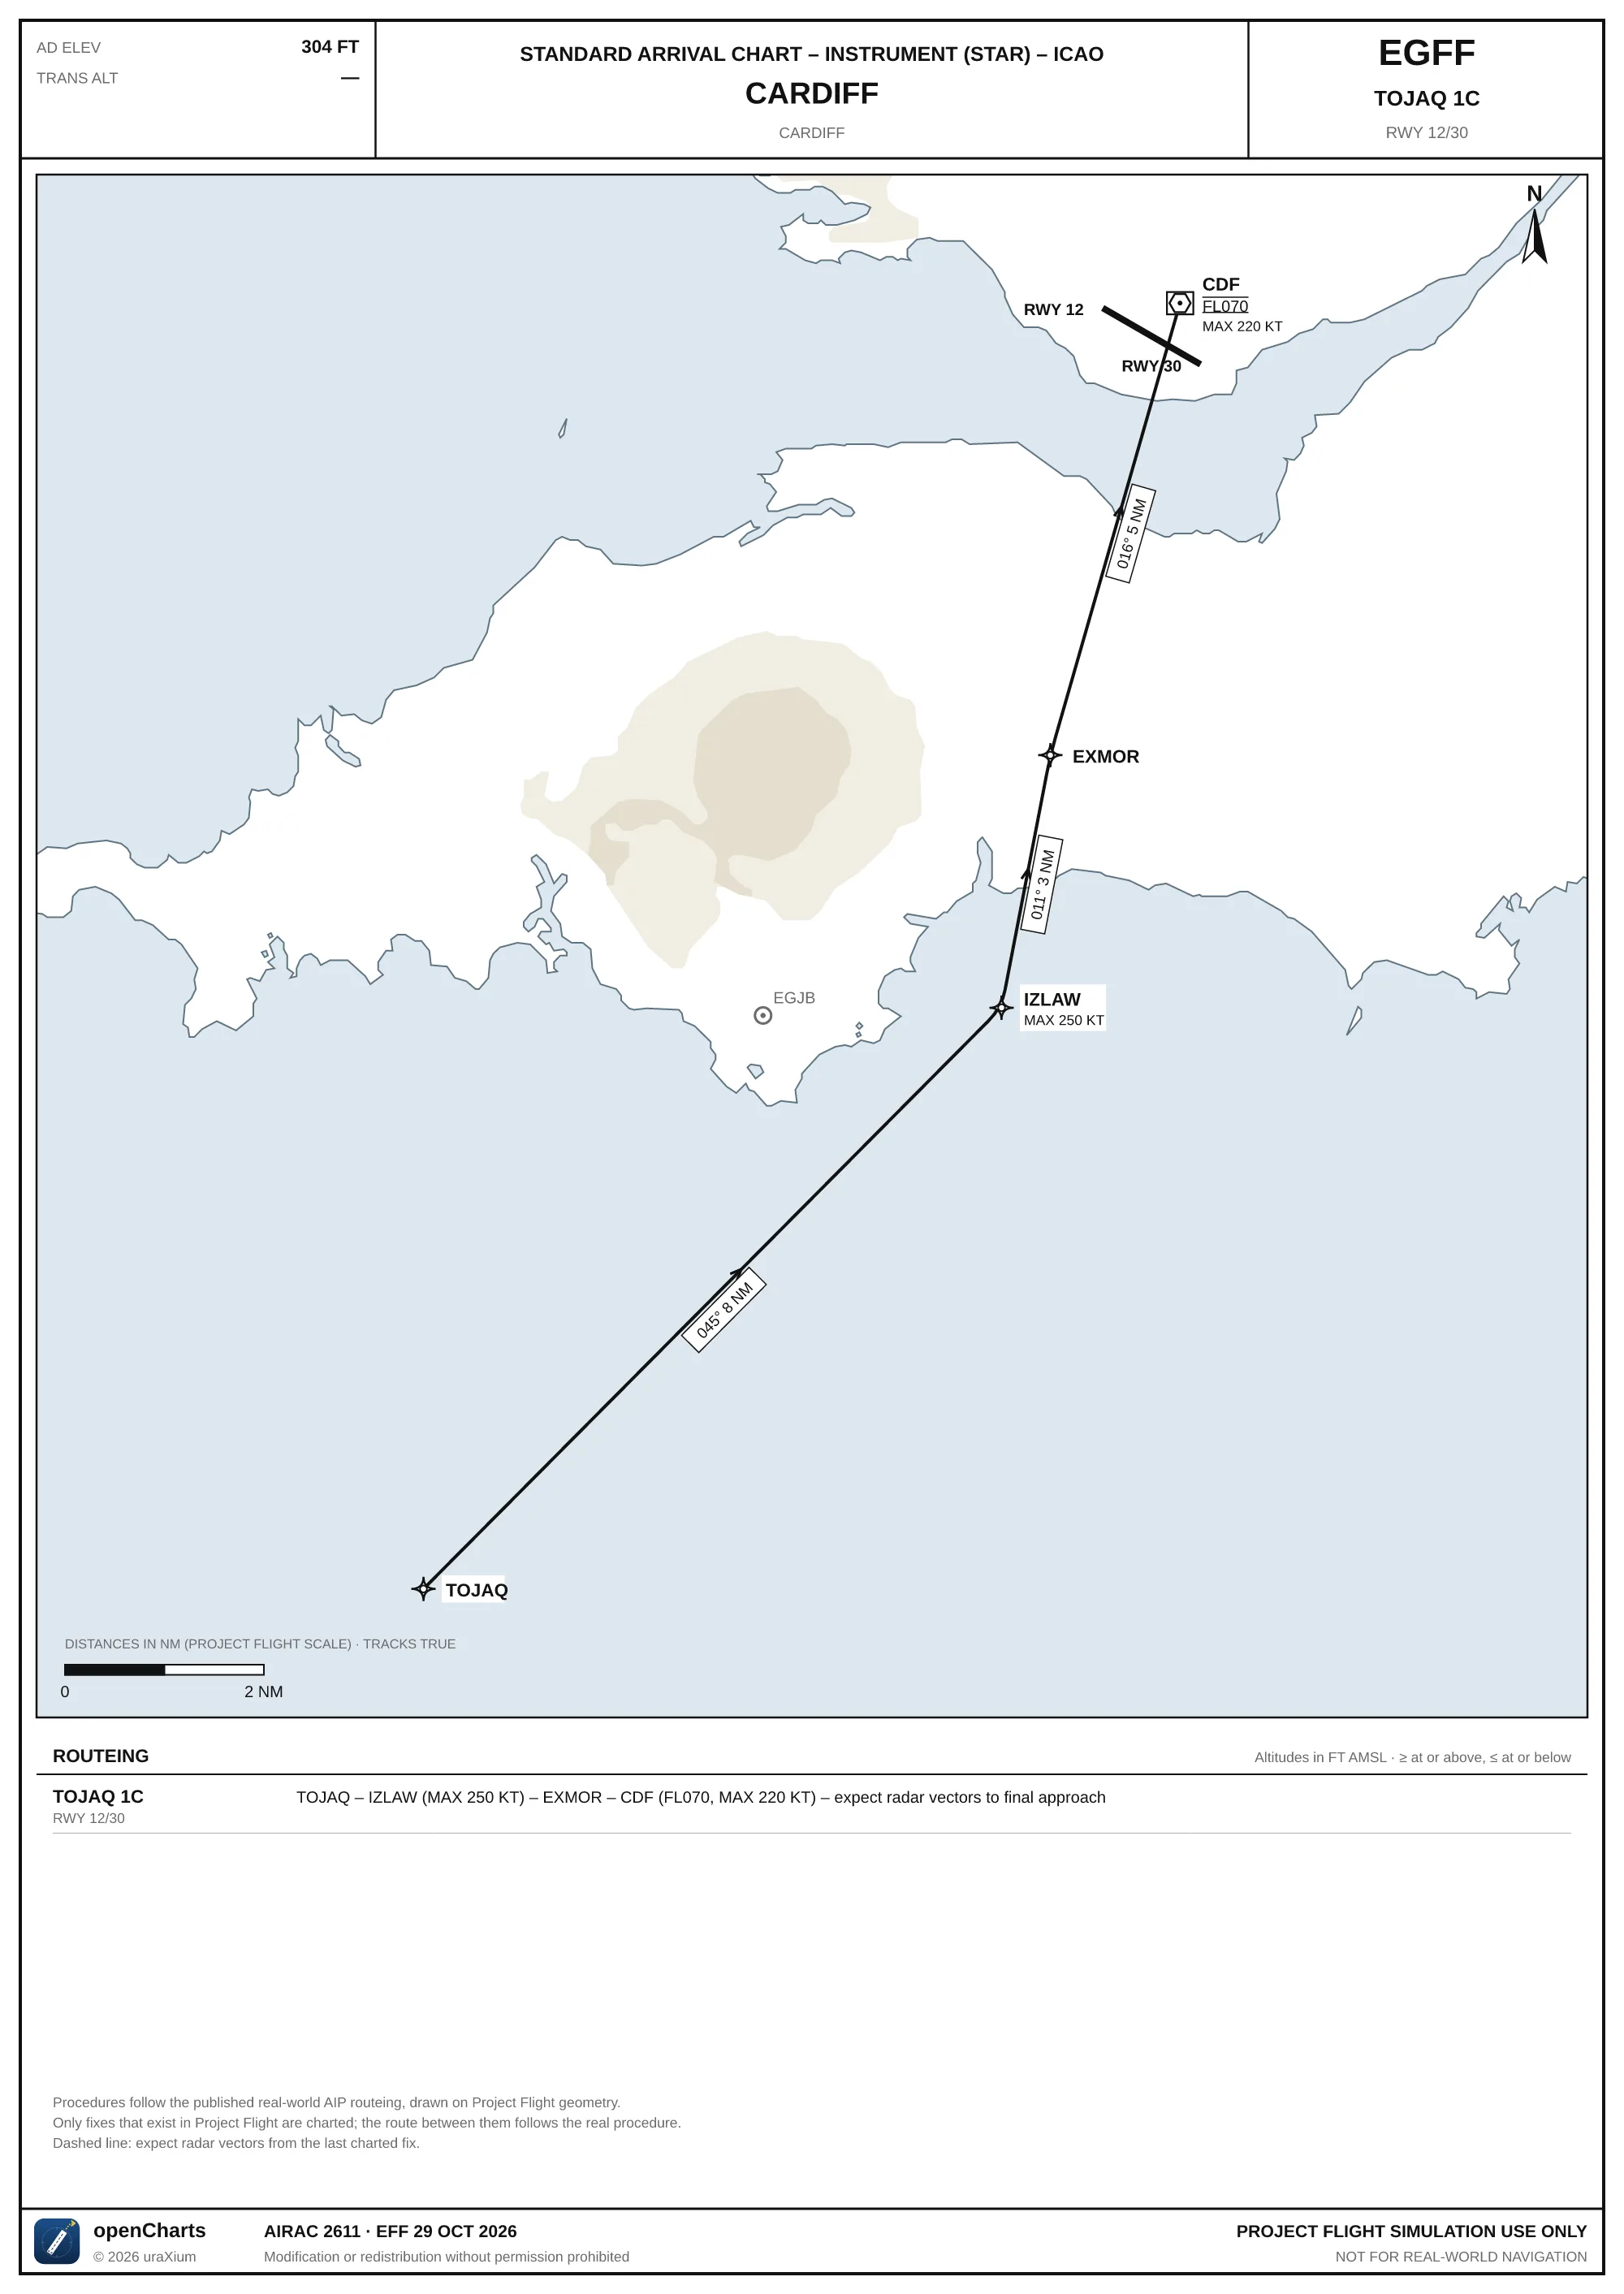 AD ELEV 304 FT
TRANS ALT —
STANDARD ARRIVAL CHART – INSTRUMENT (STAR) – ICAO
CARDIFF
CARDIFF
EGFF
TOJAQ 1C
RWY 12/30
N
CDF
FL070
MAX 220 KT
RWY 12
RWY 30
016° 5 NM
EXMOR
011° 3 NM
EGJB
IZLAW
MAX 250 KT
045° 8 NM
TOJAQ
DISTANCES IN NM (PROJECT FLIGHT SCALE) · TRACKS TRUE
0 2 NM
ROUTEING
Altitudes in FT AMSL · ≥ at or above, ≤ at or below
TOJAQ 1C
TOJAQ – IZLAW (MAX 250 KT) – EXMOR – CDF (FL070, MAX 220 KT) – expect radar vectors to final approach
RWY 12/30
Procedures follow the published real-world AIP routeing, drawn on Project Flight geometry.
Only fixes that exist in Project Flight are charted; the route between them follows the real procedure.
Dashed line: expect radar vectors from the last charted fix.
openCharts
© 2026 uraXium
AIRAC 2611 · EFF 29 OCT 2026
Modification or redistribution without permission prohibited
PROJECT FLIGHT SIMULATION USE ONLY
NOT FOR REAL-WORLD NAVIGATION